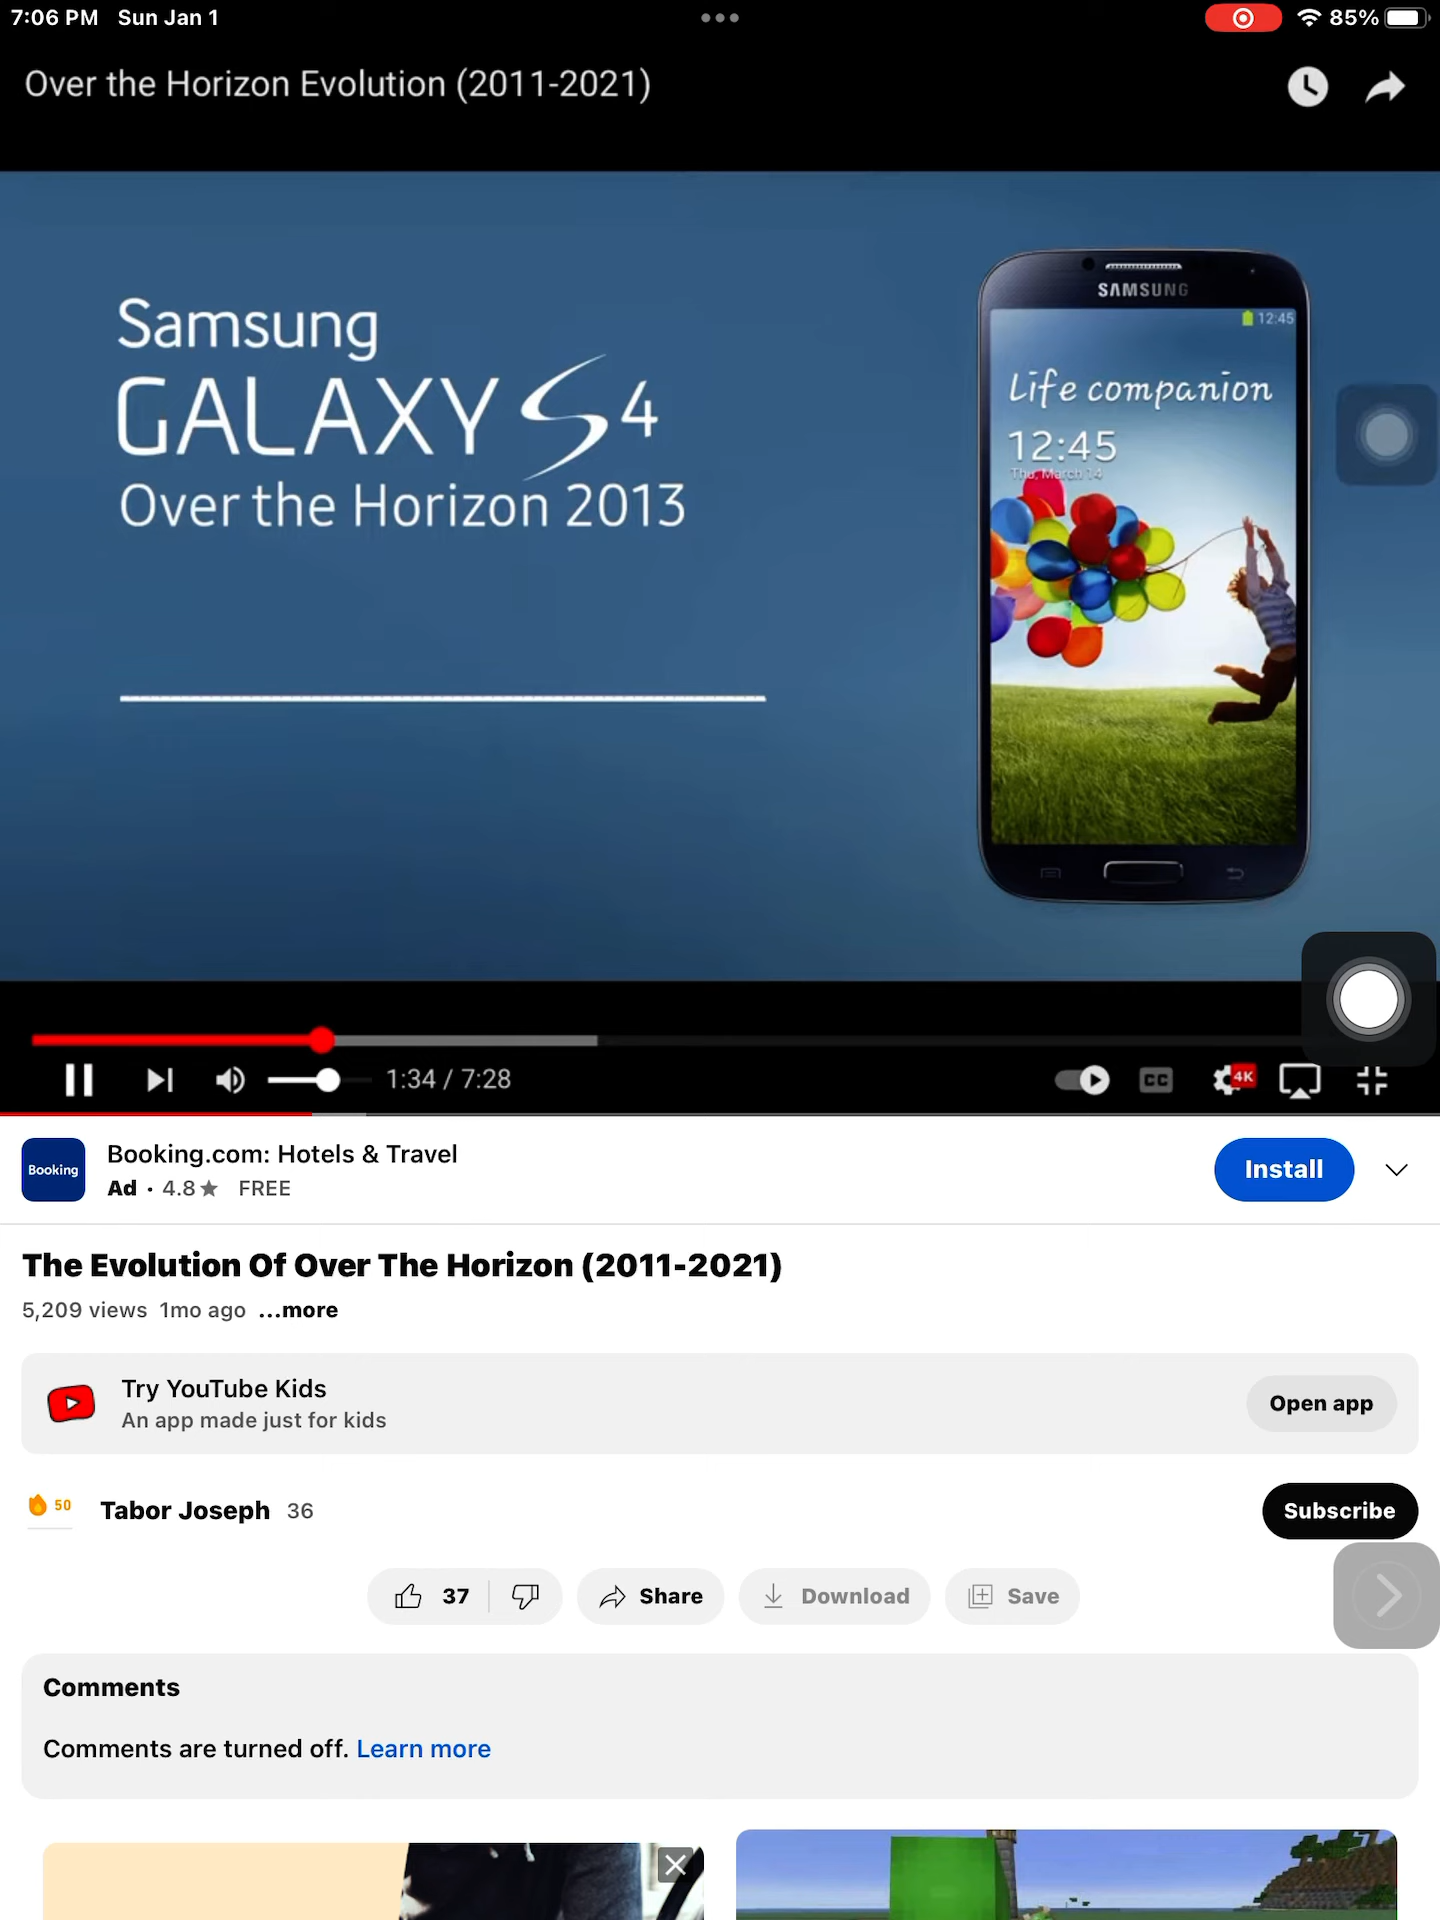 7:06 PM Sun Jan 1
85%
Over the Horizon Evolution (2011-2021)
Samsung
GALAXY S4
Over the Horizon 2013
SAMSUNG
12:45
Life companion
12:45
Thu, March 14
1:34 / 7:28
CC
4K
Booking
Booking.com: Hotels & Travel
Ad · 4.8★ FREE
Install
The Evolution Of Over The Horizon (2011-2021)
5,209 views 1mo ago ...more
Try YouTube Kids
An app made just for kids
Open app
50
Tabor Joseph 36
Subscribe
37
Share
Download
Save
Comments
Comments are turned off. Learn more